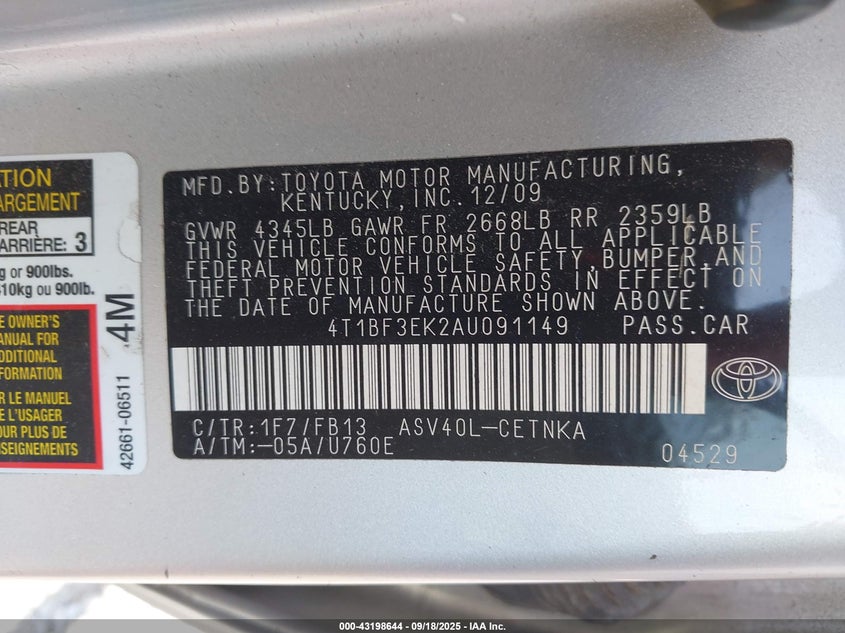 ATION
ARGEMENT
REAR
ARRIÈRE: 3
g or 900lbs.
10kg ou 900lb.
E OWNER'S
MANUAL FOR
DDITIONAL
FORMATION
R LE MANUEL
L'USAGER
OUR PLUS DE
SEIGNEMENTS
4M
42661-06511
MFD.BY:TOYOTA MOTOR MANUFACTURING,
KENTUCKY,INC.12/09
GVWR 4345LB GAWR FR 2668LB RR 2359LB
THIS VEHICLE CONFORMS TO ALL APPLICABLE
FEDERAL MOTOR VEHICLE SAFETY,BUMPER,AND
THEFT PREVENTION STANDARDS IN EFFECT ON
THE DATE OF MANUFACTURE SHOWN ABOVE.
4T1BF3EK2AU091149 PASS.CAR
C/TR:1F7/FB13 ASV40L-CETNKA
A/TM:-05A/U760E
04529
000-43198644 | 09/18/2025 | IAA Inc.